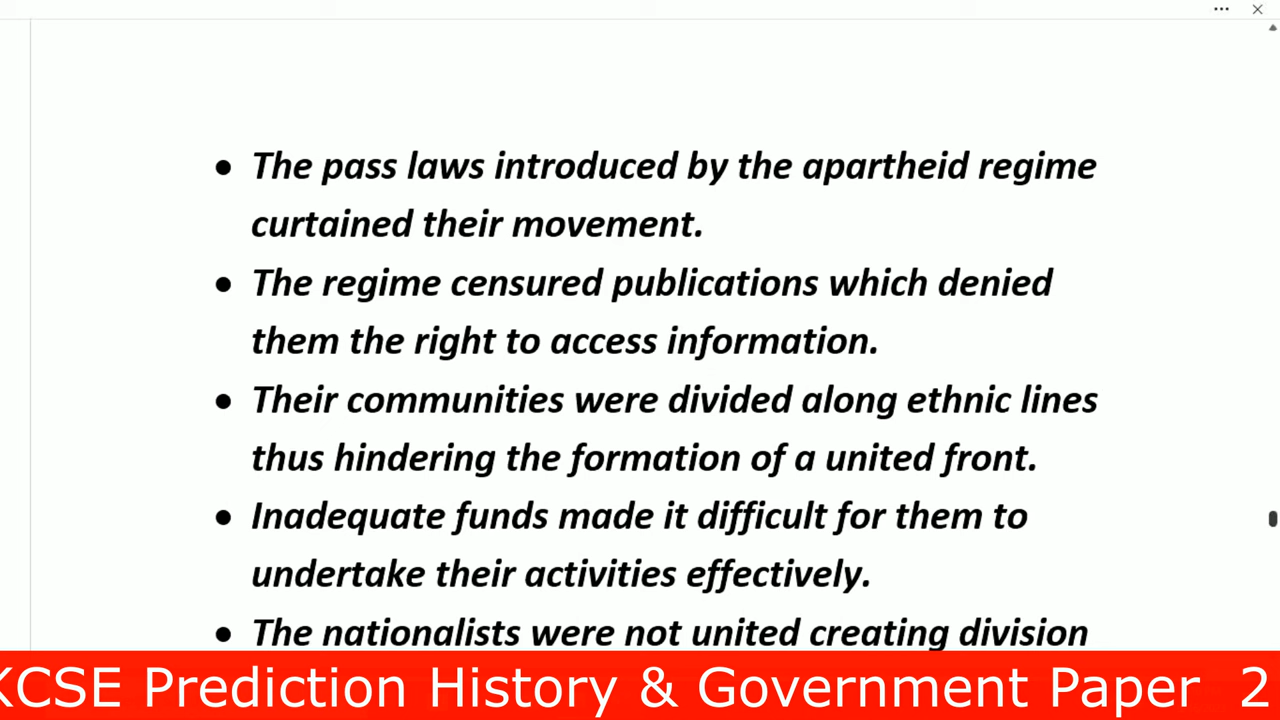 • The pass laws introduced by the apartheid regime
curtained their movement.
• The regime censured publications which denied
them the right to access information.
• Their communities were divided along ethnic lines
thus hindering the formation of a united front.
• Inadequate funds made it difficult for them to
undertake their activities effectively.
• The nationalists were not united creating division
KCSE Prediction History & Government Paper 2